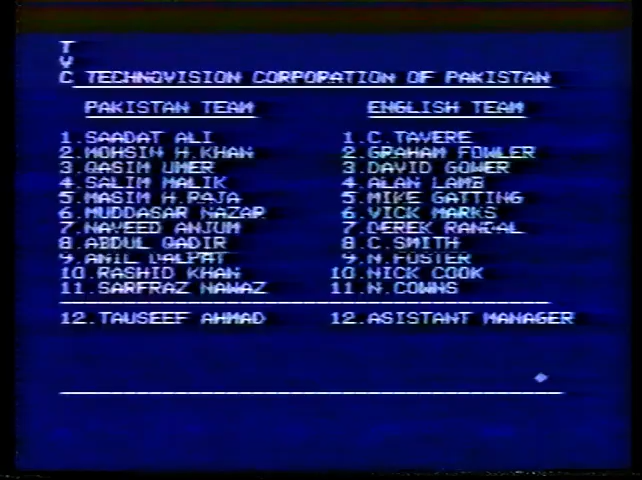 T
V
C TECHNOVISION CORPORATION OF PAKISTAN
PAKISTAN TEAM ENGLISH TEAM
1.SAADAT ALI 1.C.TAVERE
2.MOHSIN H.KHAN 2.GRAHAM FOWLER
3.QASIM UMER 3.DAVID GOWER
4.SALIM MALIK 4.ALAN LAMB
5.WASIM H.RAJA 5.MIKE GATTING
6.MUDDASAR NAZAR 6.VICK MARKS
7.NAVEED ANJUM 7.DEREK RANDAL
8.ABDUL QADIR 8.C.SMITH
9.ANIL DALPAT 9.N.FOSTER
10.RASHID KHAN 10.NICK COOK
11.SARFRAZ NAWAZ 11.N.COWNS
12.TAUSEEF AHMAD 12.ASISTANT MANAGER